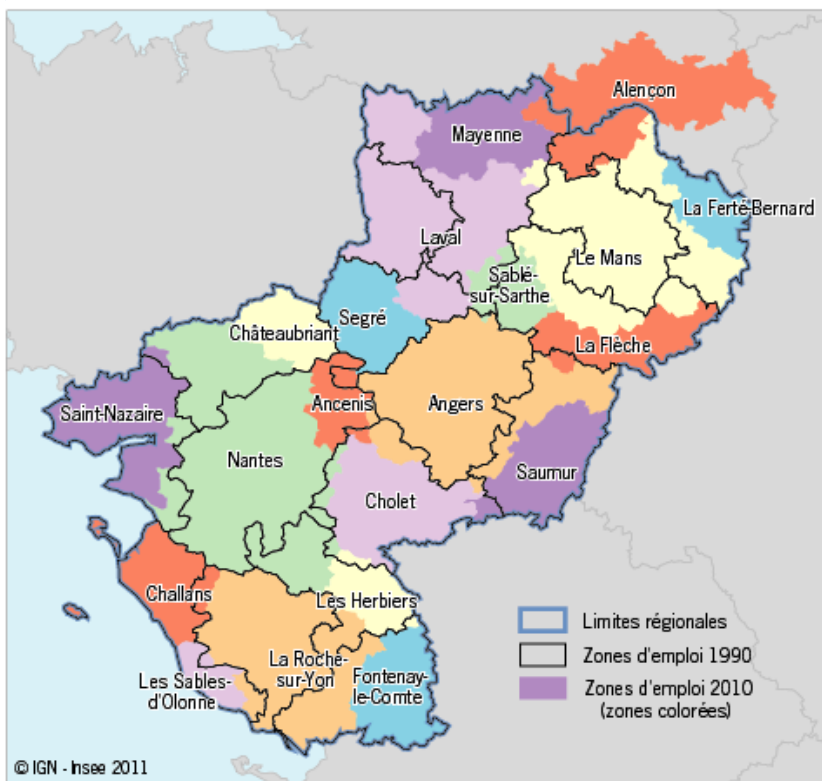 Alençon
Mayenne
La Ferté-Bernard
Laval
Le Mans
Sablé-
sur-Sarthe
Segré
Châteaubriant
La Flèche
Ancenis
Angers
Saint-Nazaire
Nantes
Saumur
Cholet
Challans
Les Herbiers
La Roche-
sur-Yon
Les Sables-
d'Olonne
Fontenay-
le-Comte
Limites régionales
Zones d'emploi 1990
Zones d'emploi 2010
(zones colorées)
© IGN - Insee 2011